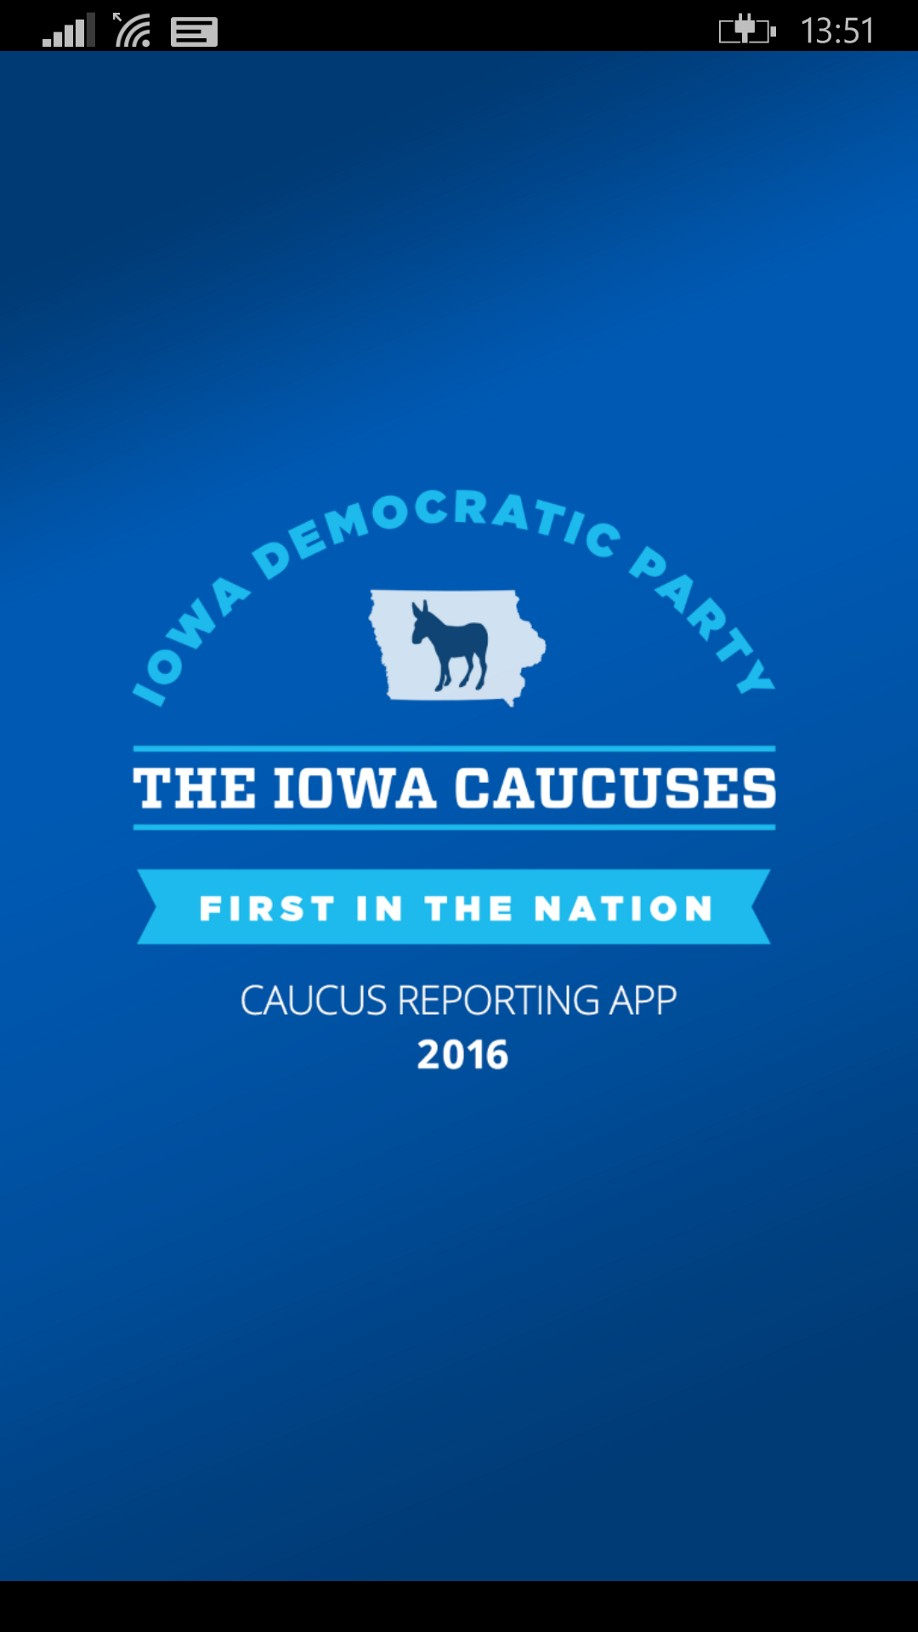 13:51
IOWA DEMOCRATIC PARTY
THE IOWA CAUCUSES
FIRST IN THE NATION
CAUCUS REPORTING APP
2016